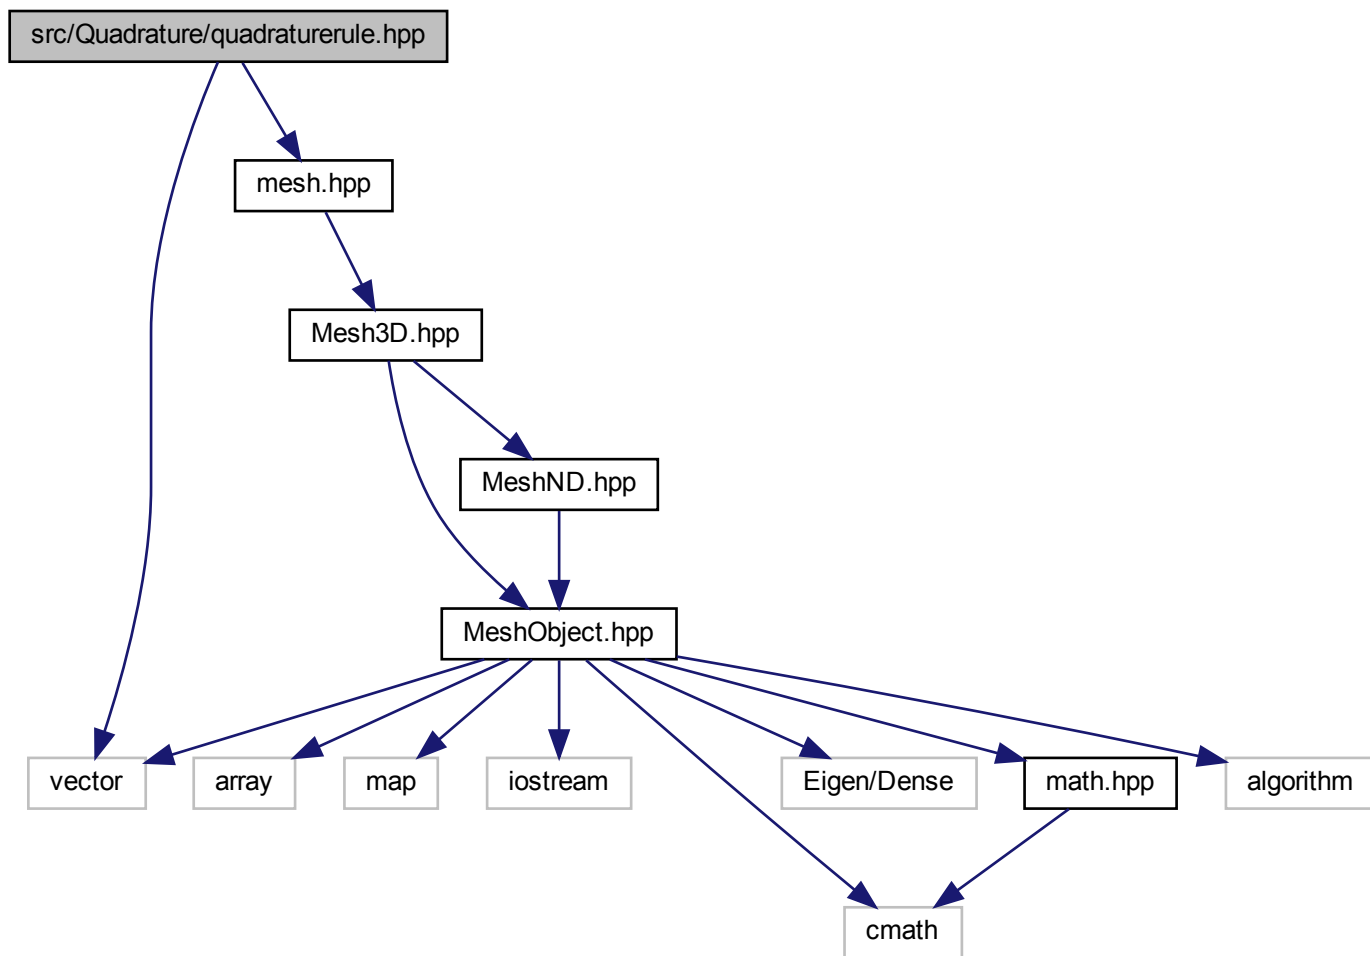 src/Quadrature/quadraturerule.hpp
mesh.hpp
Mesh3D.hpp
MeshND.hpp
MeshObject.hpp
vector
array
map
iostream
Eigen/Dense
math.hpp
algorithm
cmath